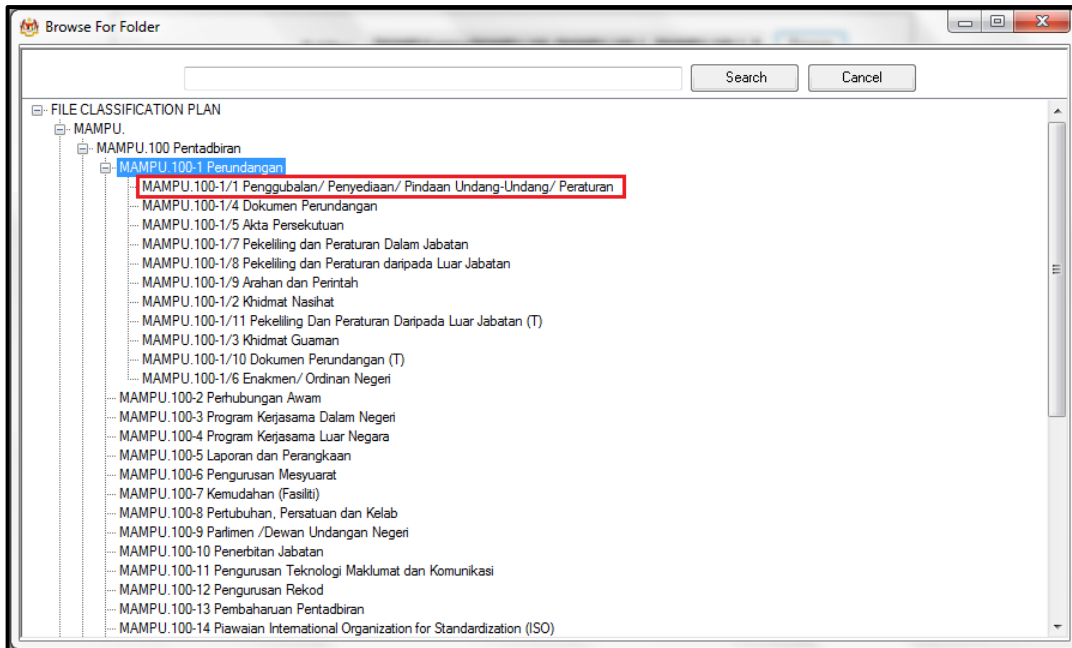 Browse For Folder
Search Cancel
FILE CLASSIFICATION PLAN
MAMPU.
MAMPU.100 Pentadbiran
MAMPU.100-1 Perundangan
MAMPU.100-1/1 Penggubalan/ Penyediaan/ Pindaan Undang-Undang/ Peraturan
MAMPU.100-1/4 Dokumen Perundangan
MAMPU.100-1/5 Akta Persekutuan
MAMPU.100-1/7 Pekeliling dan Peraturan Dalam Jabatan
MAMPU.100-1/8 Pekeliling dan Peraturan daripada Luar Jabatan
MAMPU.100-1/9 Arahan dan Perintah
MAMPU.100-1/2 Khidmat Nasihat
MAMPU.100-1/11 Pekeliling Dan Peraturan Daripada Luar Jabatan (T)
MAMPU.100-1/3 Khidmat Guaman
MAMPU.100-1/10 Dokumen Perundangan (T)
MAMPU.100-1/6 Enakmen/ Ordinan Negeri
MAMPU.100-2 Perhubungan Awam
MAMPU.100-3 Program Kerjasama Dalam Negeri
MAMPU.100-4 Program Kerjasama Luar Negara
MAMPU.100-5 Laporan dan Perangkaan
MAMPU.100-6 Pengurusan Mesyuarat
MAMPU.100-7 Kemudahan (Fasiliti)
MAMPU.100-8 Pertubuhan, Persatuan dan Kelab
MAMPU.100-9 Parlimen /Dewan Undangan Negeri
MAMPU.100-10 Penerbitan Jabatan
MAMPU.100-11 Pengurusan Teknologi Maklumat dan Komunikasi
MAMPU.100-12 Pengurusan Rekod
MAMPU.100-13 Pembaharuan Pentadbiran
MAMPU.100-14 Piawaian International Organization for Standardization (ISO)